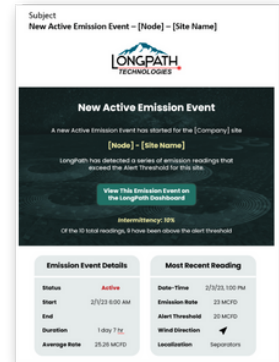 Subject
New Active Emission Event – [Node] – [Site Name]
LONGPATH
TECHNOLOGIES
New Active Emission Event
A new Active Emission Event has started for the [Company] site
[Node] - [Site Name]
LongPath has detected a series of emission readings that
exceed the Alert Threshold for this site.
View This Emission Event on
the LongPath Dashboard
Intermittency: 10%
Of the 10 total readings, 9 have been above the alert threshold
Emission Event Details
Status Active
Start 2/1/23 6:00 AM
End
Duration 1 day 7 hr
Average Rate 25.26 MCFD
Most Recent Reading
Date-Time 2/3/23, 1:00 PM
Emission Rate 23 MCFD
Alert Threshold 20 MCFD
Wind Direction
Localization Separators